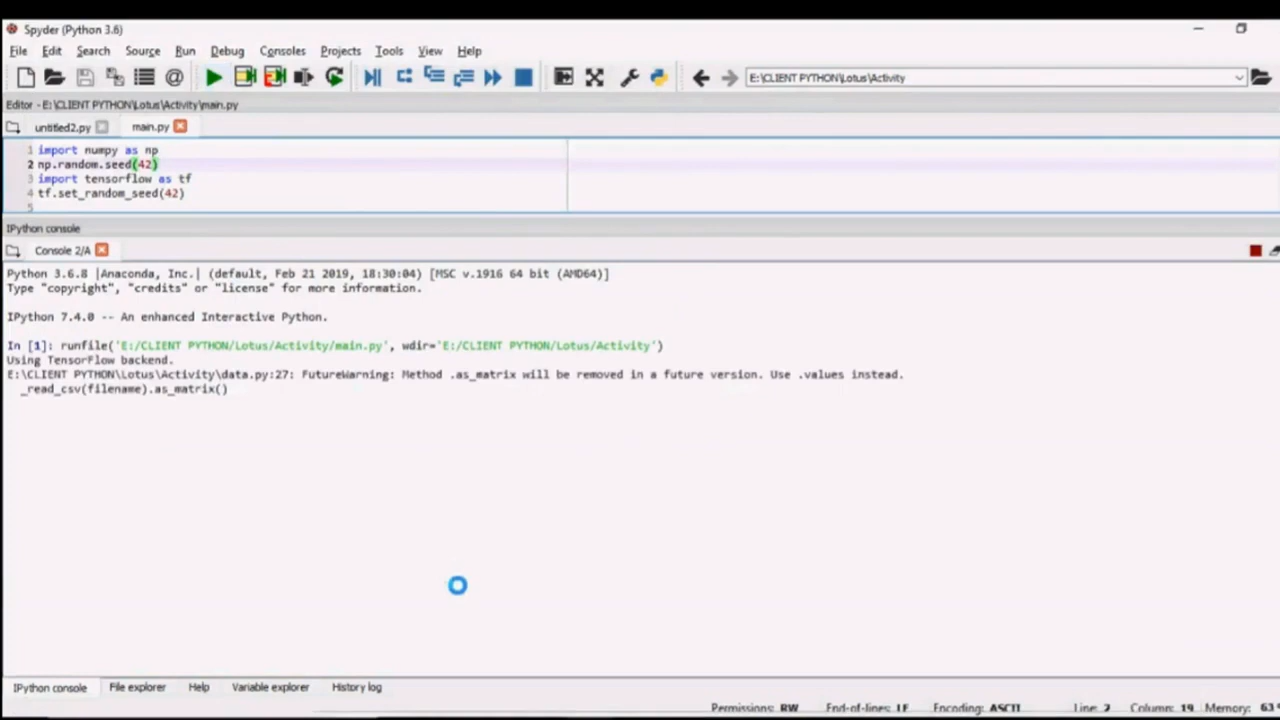 Spyder (Python 3.6)
File Edit Search Source Run Debug Consoles Projects Tools View Help
E:\CLIENT PYTHON\Lotus\Activity
Editor - E:\CLIENT PYTHON\Lotus\Activity\main.py
untitled2.py main.py
1 import numpy as np
2 np.random.seed(42)
3 import tensorflow as tf
4 tf.set_random_seed(42)
5
IPython console
Console 2/A
Python 3.6.8 |Anaconda, Inc.| (default, Feb 21 2019, 18:30:04) [MSC v.1916 64 bit (AMD64)]
Type "copyright", "credits" or "license" for more information.
IPython 7.4.0 -- An enhanced Interactive Python.
In [1]: runfile('E:/CLIENT PYTHON/Lotus/Activity/main.py', wdir='E:/CLIENT PYTHON/Lotus/Activity')
Using TensorFlow backend.
E:\CLIENT PYTHON\Lotus\Activity\data.py:27: FutureWarning: Method .as_matrix will be removed in a future version. Use .values instead.
_read_csv(filename).as_matrix()
IPython console File explorer Help Variable explorer History log
Permissions: RW End-of-lines: LF Encoding: ASCII Line: 2 Column: 19 Memory: 63